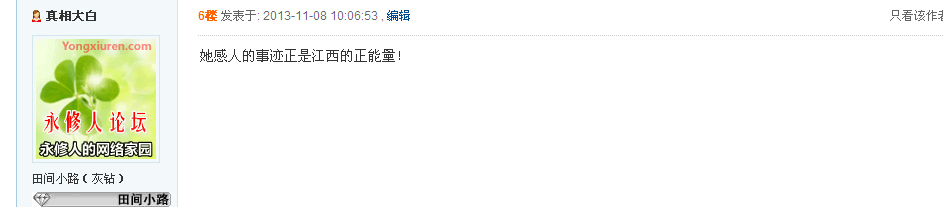 真相大白
6楼 发表于: 2013-11-08 10:06:53 , 编辑
只看该作者
她感人的事迹正是江西的正能量！
Yongxiuren.com
永修人论坛
永修人的网络家园
田间小路（灰钻）
田间小路